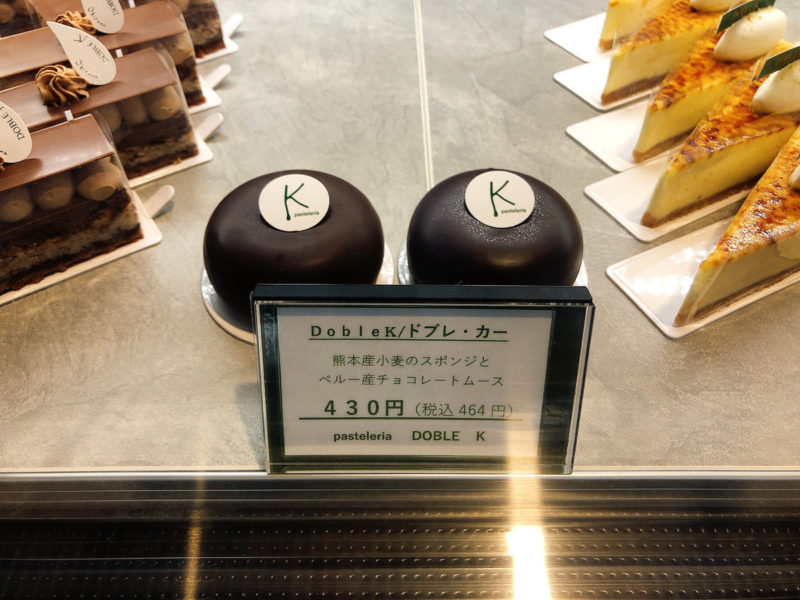 DOBLE K
DOBLE
K
pasteleria
K
pasteleria
DobleK/ドブレ・カー
熊本産小麦のスポンジと
ペルー産チョコレートムース
430円(税込 464 円)
pasteleria DOBLE K